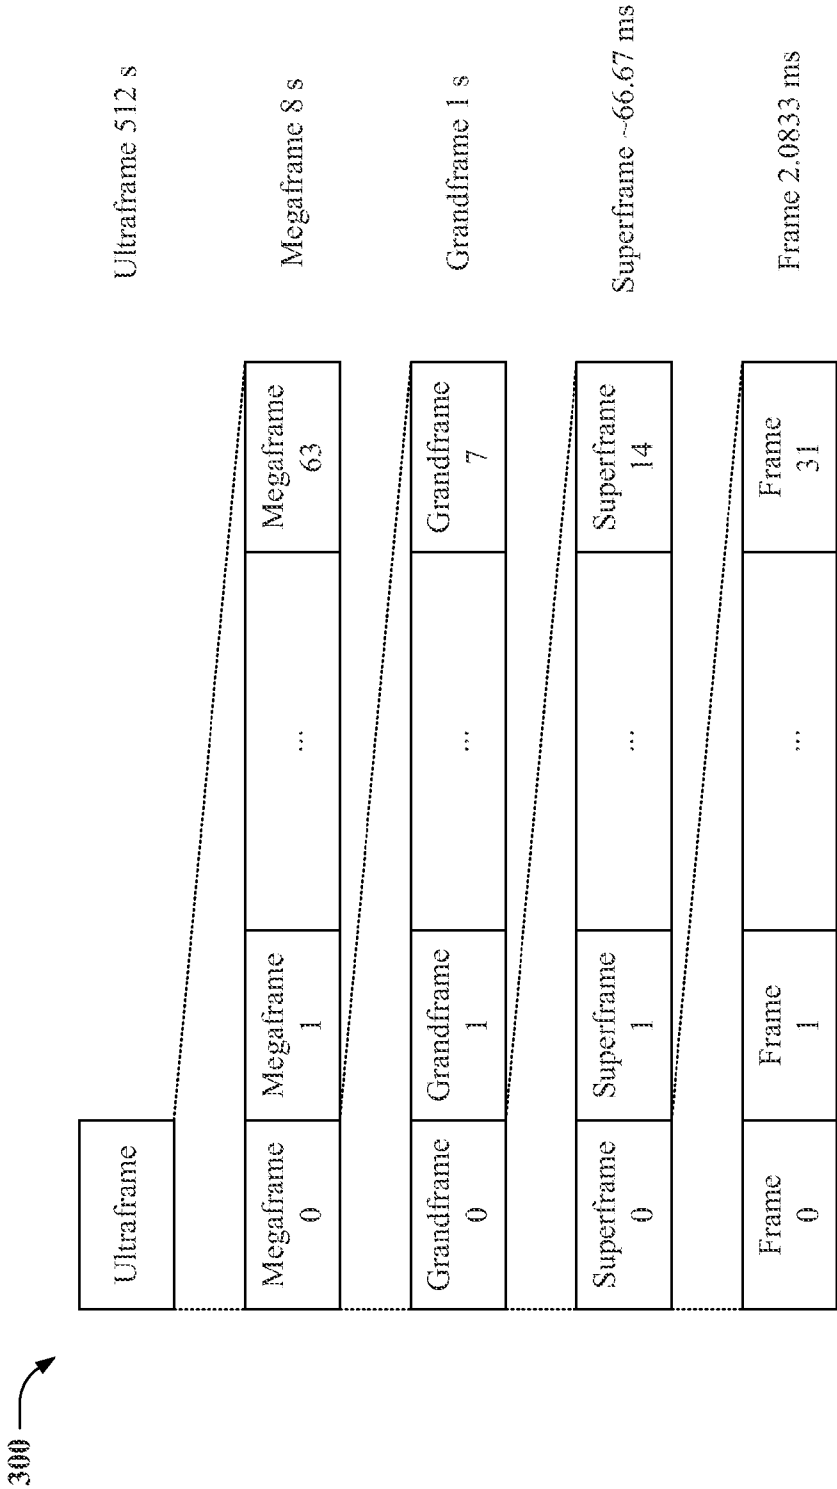 300
Ultraframe
Ultraframe 512 s
Megaframe
0
Megaframe
1
...
Megaframe
63
Megaframe 8 s
Grandframe
0
Grandframe
1
...
Grandframe
7
Grandframe 1 s
Superframe
0
Superframe
1
...
Superframe
14
Superframe ~66.67 ms
Frame
0
Frame
1
...
Frame
31
Frame 2.0833 ms